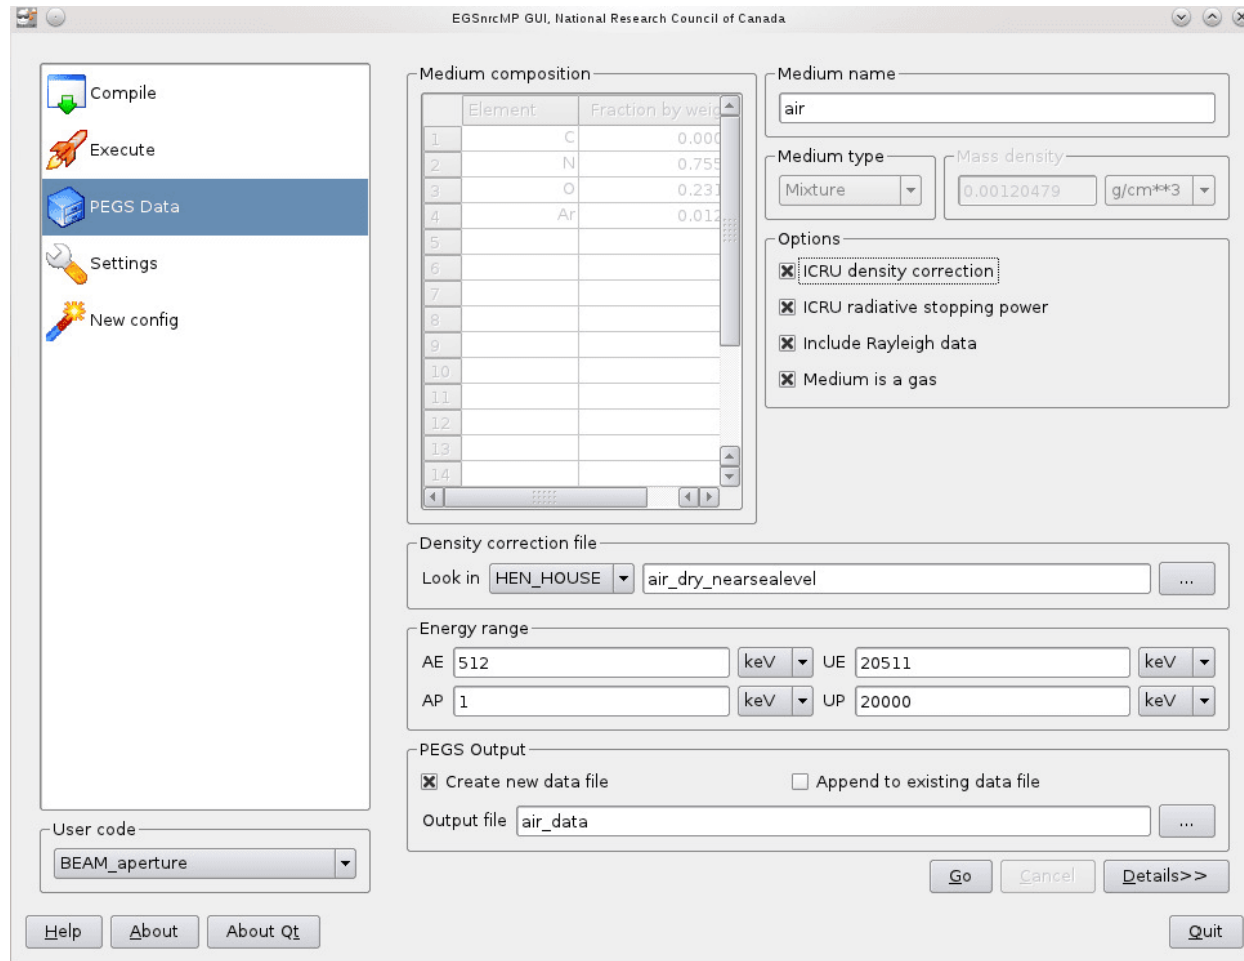 EGSnrcMP GUI, National Research Council of Canada
Compile
Execute
PEGS Data
Settings
New config
User code
BEAM_aperture
Medium composition
Element Fraction by weig
1 C 0.000
2 N 0.755
3 O 0.231
4 Ar 0.012
5
6
7
8
9
10
11
12
13
14
Medium name
air
Medium type
Mixture
Mass density
0.00120479 g/cm**3
Options
ICRU density correction
ICRU radiative stopping power
Include Rayleigh data
Medium is a gas
Density correction file
Look in HEN_HOUSE air_dry_nearsealevel ...
Energy range
AE 512 keV UE 20511 keV
AP 1 keV UP 20000 keV
PEGS Output
Create new data file Append to existing data file
Output file air_data ...
Go Cancel Details>>
Help About About Qt Quit